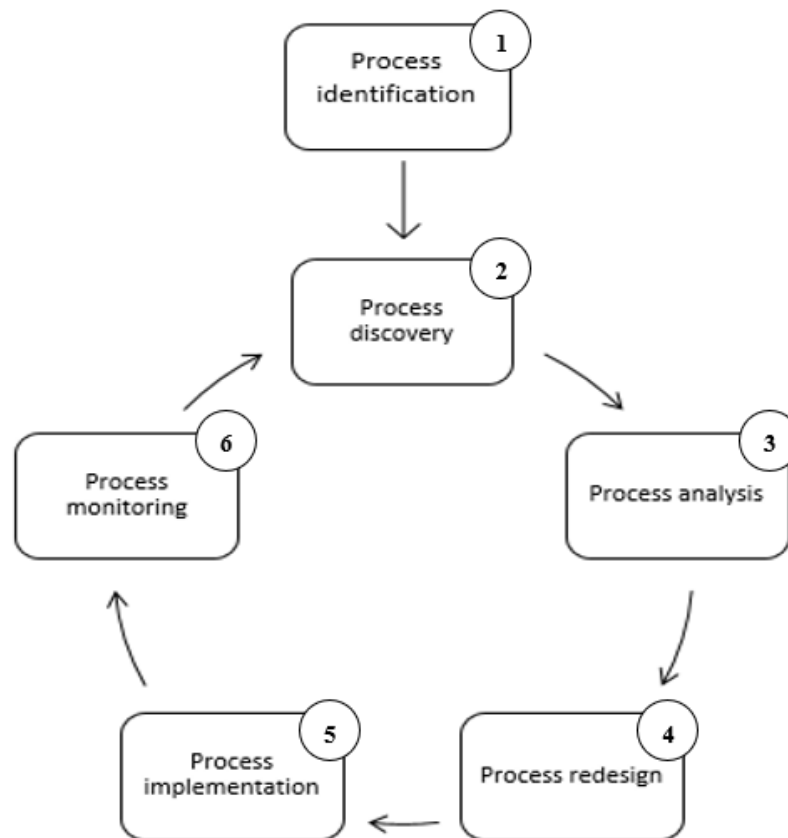 1
Process
identification
2
Process
discovery
3
Process analysis
4
Process redesign
5
Process
implementation
6
Process
monitoring